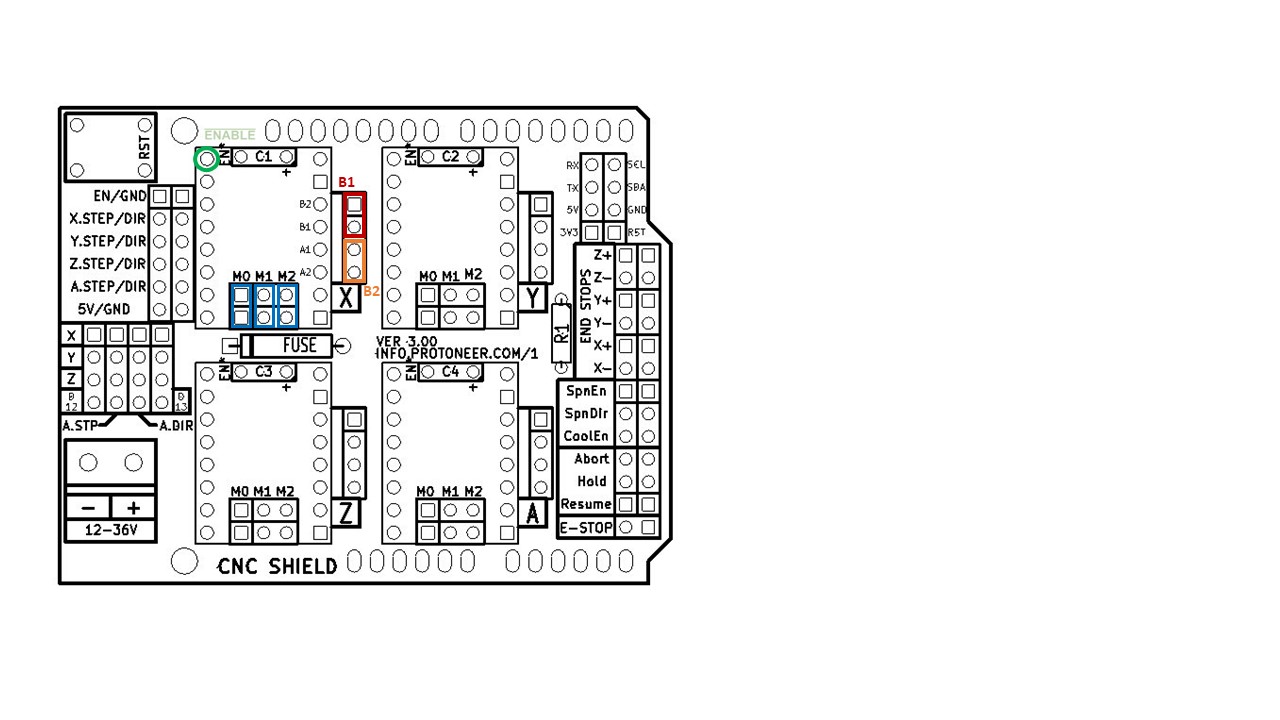 ENABLE
RST
EN C1 +
EN C2 +
B1
B2
B1
A1
A2
B2
M0 M1 M2
X
M0 M1 M2
Y
EN/GND
X.STEP/DIR
Y.STEP/DIR
Z.STEP/DIR
A.STEP/DIR
5V/GND
X
Y
Z
D12 D13
A.STP A.DIR
- +
12-36V
FUSE
VER 3.00
INFO.PROTONEER.COM/1
R1
EN C3 +
EN C4 +
M0 M1 M2
Z
M0 M1 M2
A
RX SCL
TX SDA
5V GND
3V3 RST
END STOPS
Z+
Z-
Y+
Y-
X+
X-
SpnEn
SpnDir
CoolEn
Abort
Hold
Resume
E-STOP
CNC SHIELD